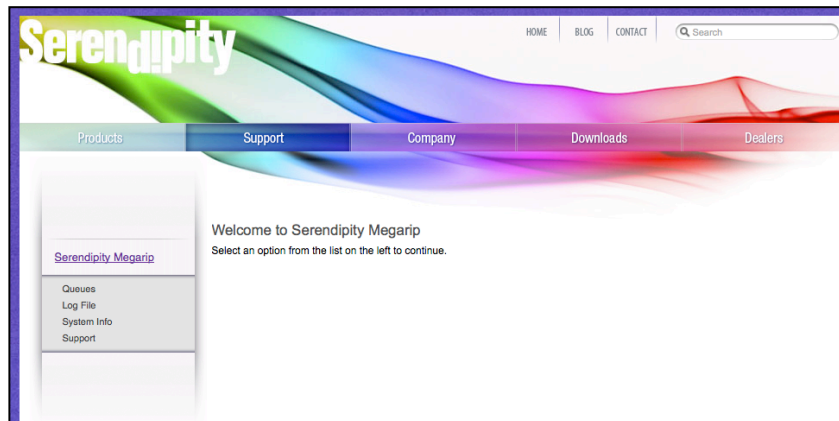 Serendipity
HOME BLOG CONTACT Search
Products Support Company Downloads Dealers
Welcome to Serendipity Megarip
Select an option from the list on the left to continue.
Serendipity Megarip
Queues
Log File
System Info
Support